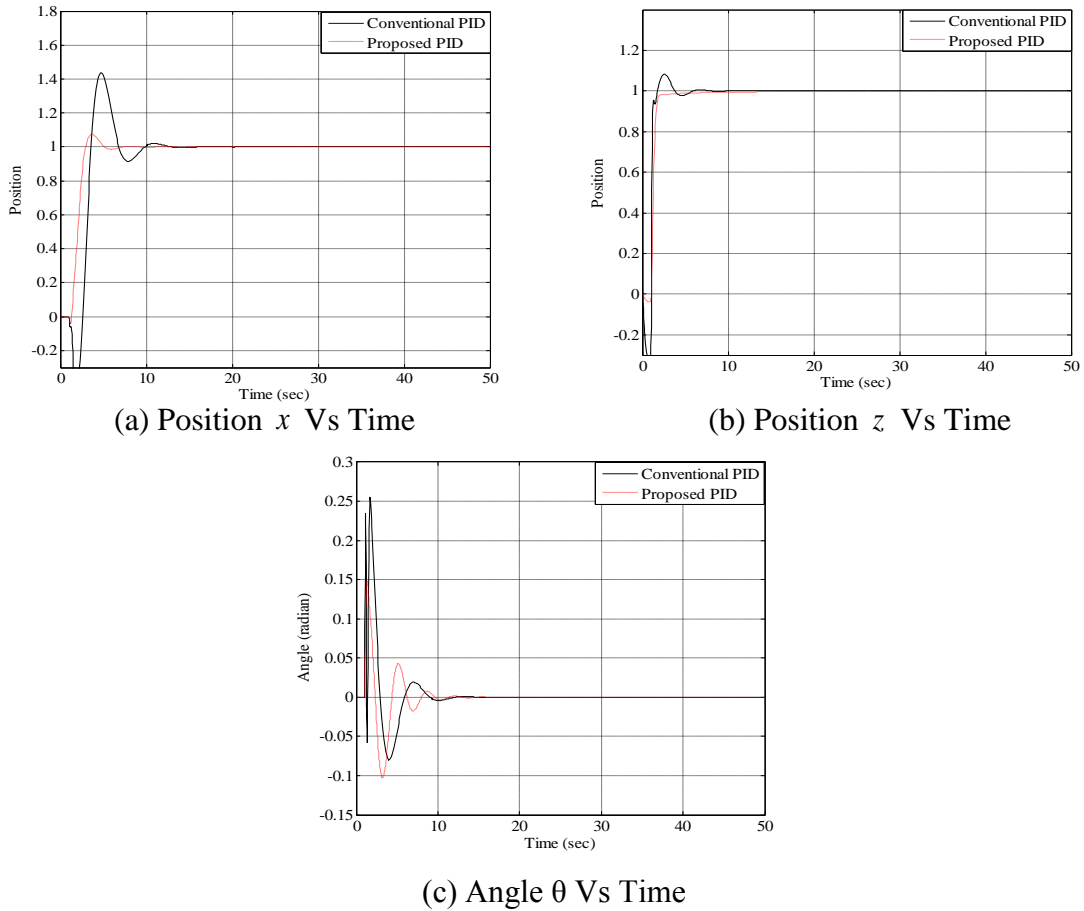 Conventional PID
Proposed PID
1.8
1.6
1.4
1.2
1
0.8
0.6
0.4
0.2
0
-0.2
Position
0 10 20 30 40 50
Time (sec)
(a) Position x Vs Time
Conventional PID
Proposed PID
1.2
1
0.8
0.6
0.4
0.2
0
-0.2
Position
0 10 20 30 40 50
Time (sec)
(b) Position z Vs Time
Conventional PID
Proposed PID
0.3
0.25
0.2
0.15
0.1
0.05
0
-0.05
-0.1
-0.15
Angle (radian)
0 10 20 30 40 50
Time (sec)
(c) Angle θ Vs Time